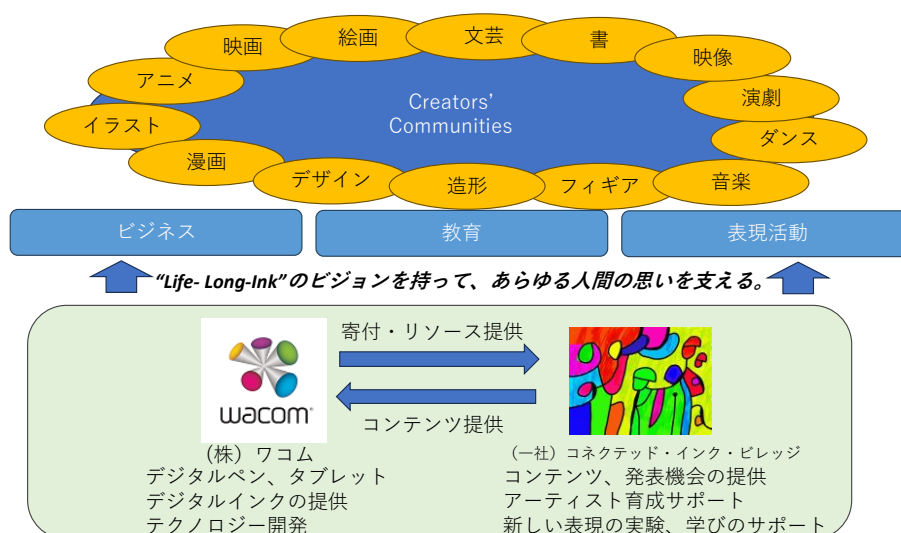 映画
絵画
文芸
書
映像
アニメ
演劇
イラスト
ダンス
漫画
デザイン
造形
フィギア
音楽
Creators'
Communities
ビジネス
教育
表現活動
“Life- Long-Ink”のビジョンを持って、あらゆる人間の思いを支える。
寄付・リソース提供
wacom
コンテンツ提供
（株）ワコム
デジタルペン、タブレット
デジタルインクの提供
テクノロジー開発
（一社）コネクテッド・インク・ビレッジ
コンテンツ、発表機会の提供
アーティスト育成サポート
新しい表現の実験、学びのサポート